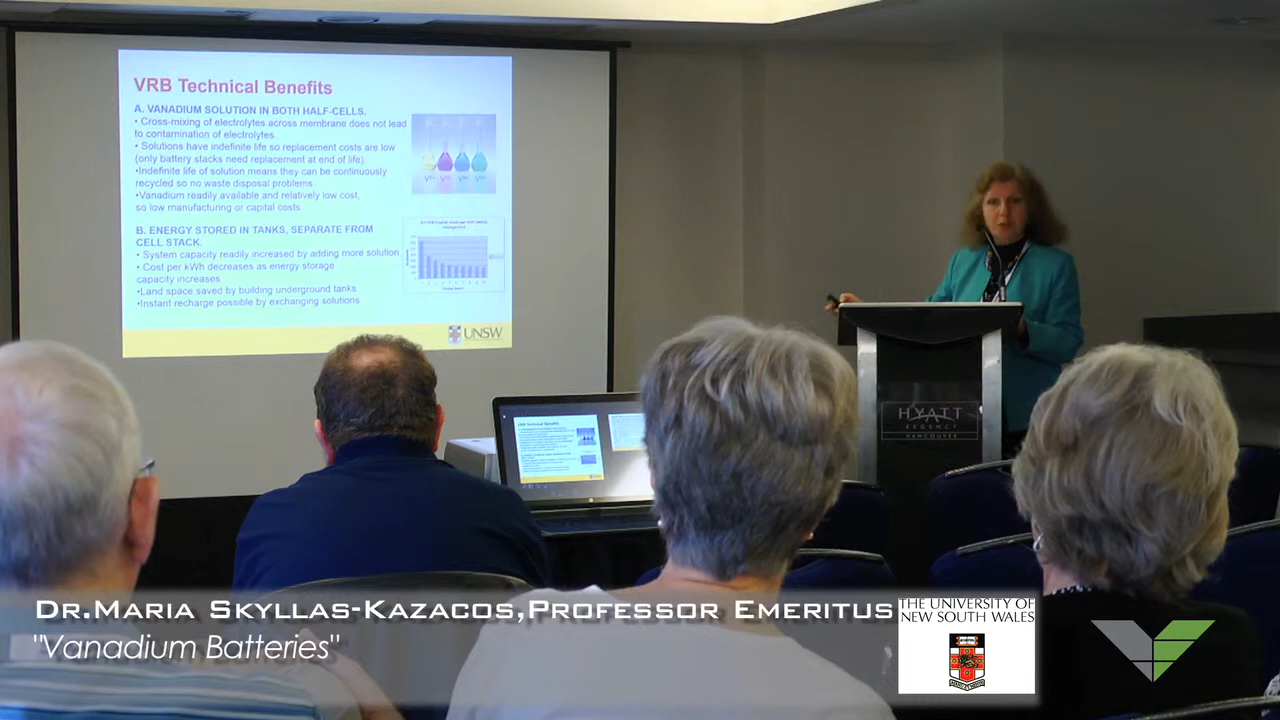 VRB Technical Benefits
A. VANADIUM SOLUTION IN BOTH HALF-CELLS.
• Cross-mixing of electrolytes across membrane does not lead
to contamination of electrolytes.
• Solutions have indefinite life so replacement costs are low
(only battery stacks need replacement at end of life).
•Indefinite life of solution means they can be continuously
recycled so no waste disposal problems.
•Vanadium readily available and relatively low cost,
so low manufacturing or capital costs.
B. ENERGY STORED IN TANKS, SEPARATE FROM
CELL STACK.
• System capacity readily increased by adding more solution
• Cost per kWh decreases as energy storage
capacity increases
•Land space saved by building underground tanks
•Instant recharge possible by exchanging solutions
UNSW
HYATT
REGENCY
VANCOUVER
VRB Technical Benefits
Dr.Maria Skyllas-Kazacos,Professor Emeritus
"Vanadium Batteries"
THE UNIVERSITY OF
NEW SOUTH WALES